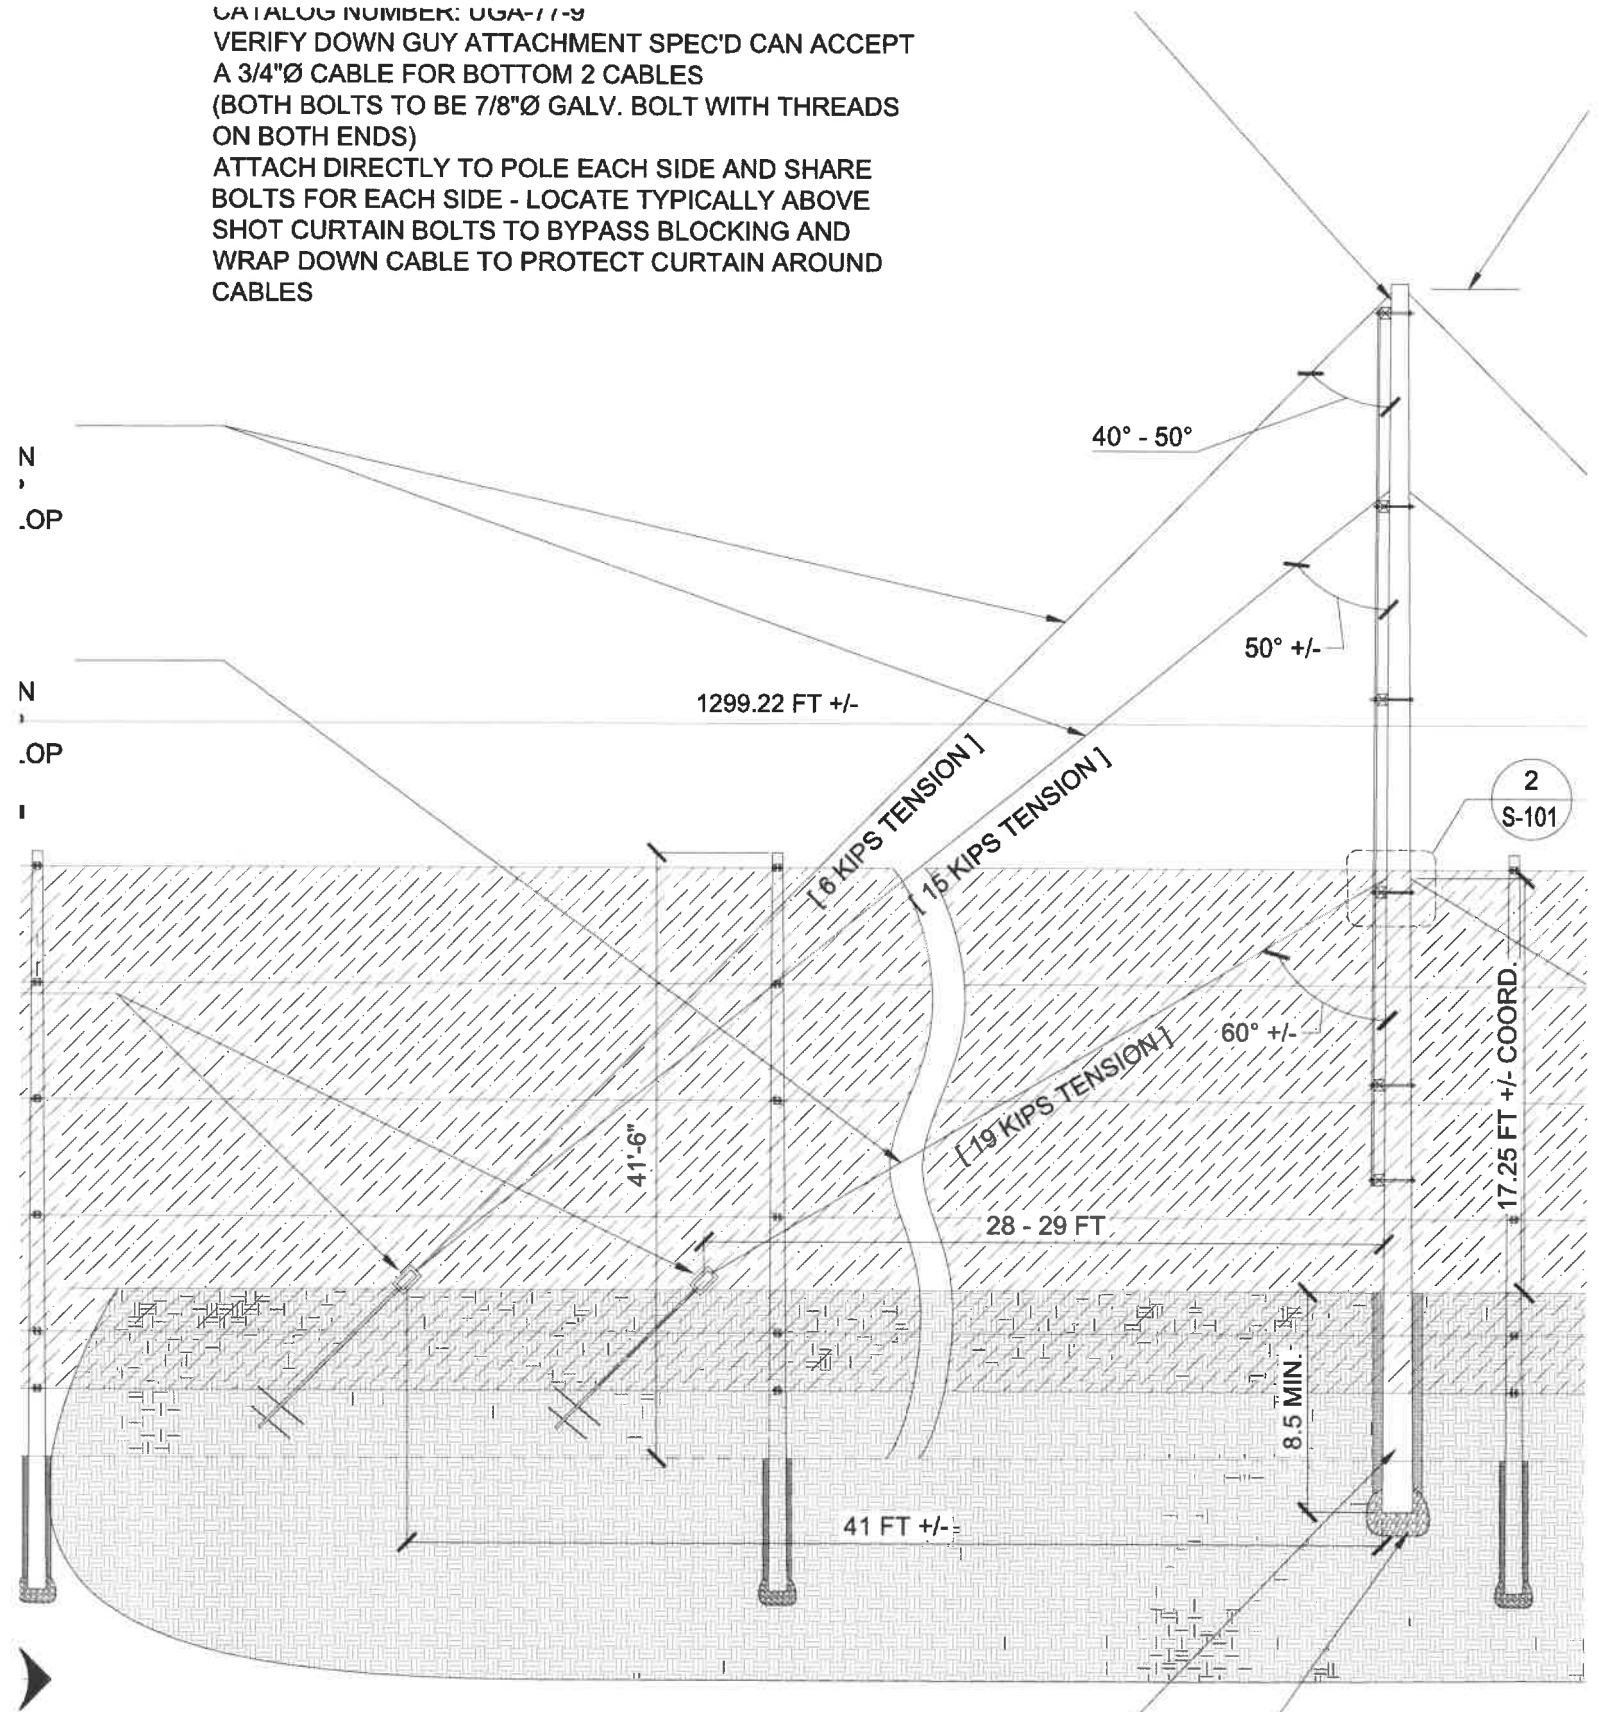 CATALOG NUMBER: UGA-77-9
VERIFY DOWN GUY ATTACHMENT SPEC'D CAN ACCEPT
A 3/4"Ø CABLE FOR BOTTOM 2 CABLES
(BOTH BOLTS TO BE 7/8"Ø GALV. BOLT WITH THREADS
ON BOTH ENDS)
ATTACH DIRECTLY TO POLE EACH SIDE AND SHARE
BOLTS FOR EACH SIDE - LOCATE TYPICALLY ABOVE
SHOT CURTAIN BOLTS TO BYPASS BLOCKING AND
WRAP DOWN CABLE TO PROTECT CURTAIN AROUND
CABLES
40° - 50°
N
OP
50° +/-
N
1299.22 FT +/-
OP
[ 6 KIPS TENSION ]
[ 15 KIPS TENSION ]
2
S-101
60° +/-
[ 19 KIPS TENSION ]
17.25 FT +/- COORD.
41'-6"
28 - 29 FT
8.5 MIN.
41 FT +/-